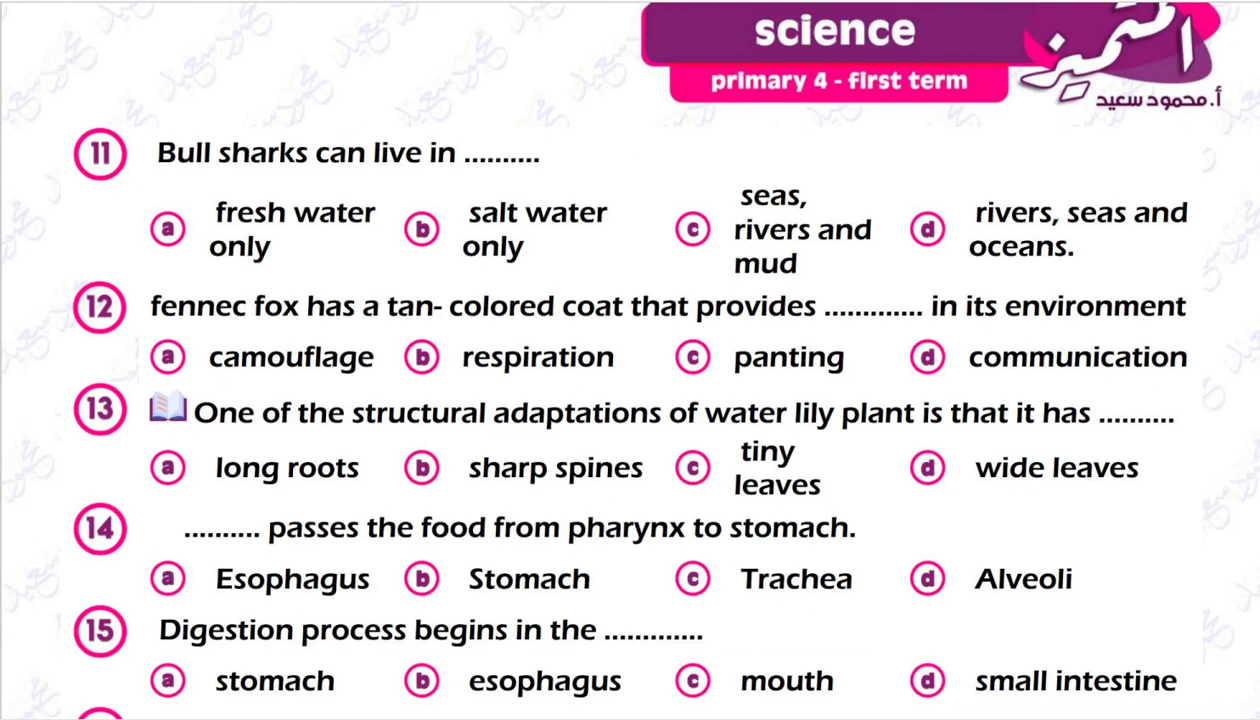 science
primary 4 - first term
المتميز
أ. محمود سعيد
11 Bull sharks can live in ..........
a fresh water only b salt water only c seas, rivers and mud d rivers, seas and oceans.
12 fennec fox has a tan- colored coat that provides ............. in its environment
a camouflage b respiration c panting d communication
13 One of the structural adaptations of water lily plant is that it has ..........
a long roots b sharp spines c tiny leaves d wide leaves
14 .......... passes the food from pharynx to stomach.
a Esophagus b Stomach c Trachea d Alveoli
15 Digestion process begins in the .............
a stomach b esophagus c mouth d small intestine